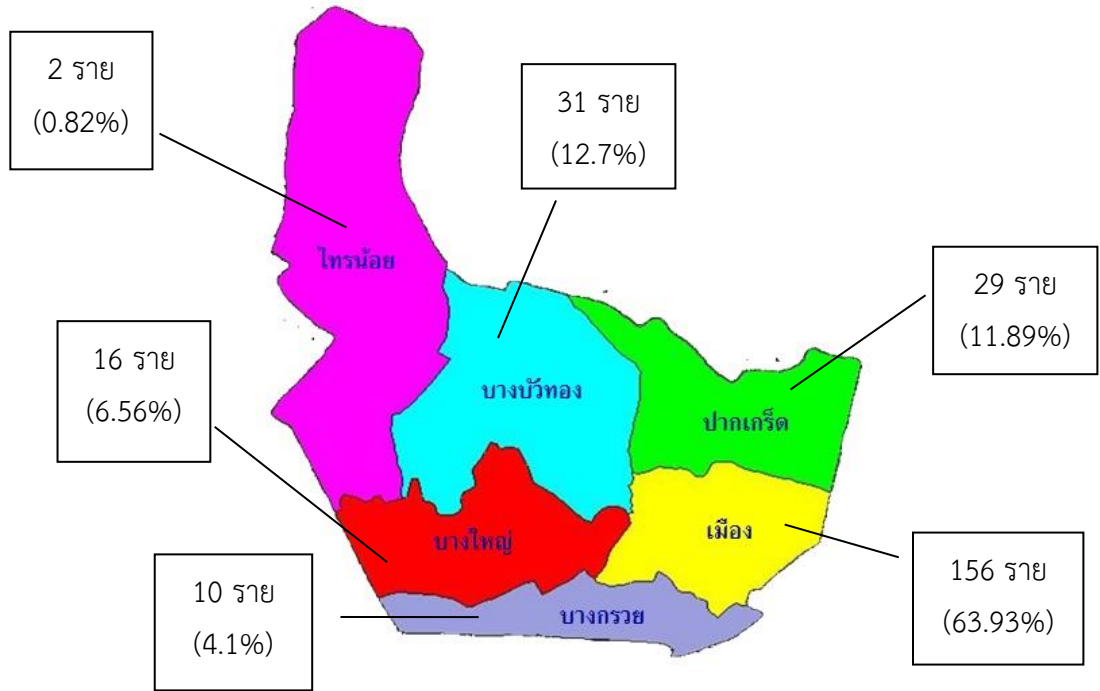 2 ราย
(0.82%)
31 ราย
(12.7%)
ไทรน้อย
29 ราย
(11.89%)
16 ราย
(6.56%)
บางบัวทอง
ปากเกร็ด
บางใหญ่
เมือง
10 ราย
(4.1%)
บางกรวย
156 ราย
(63.93%)